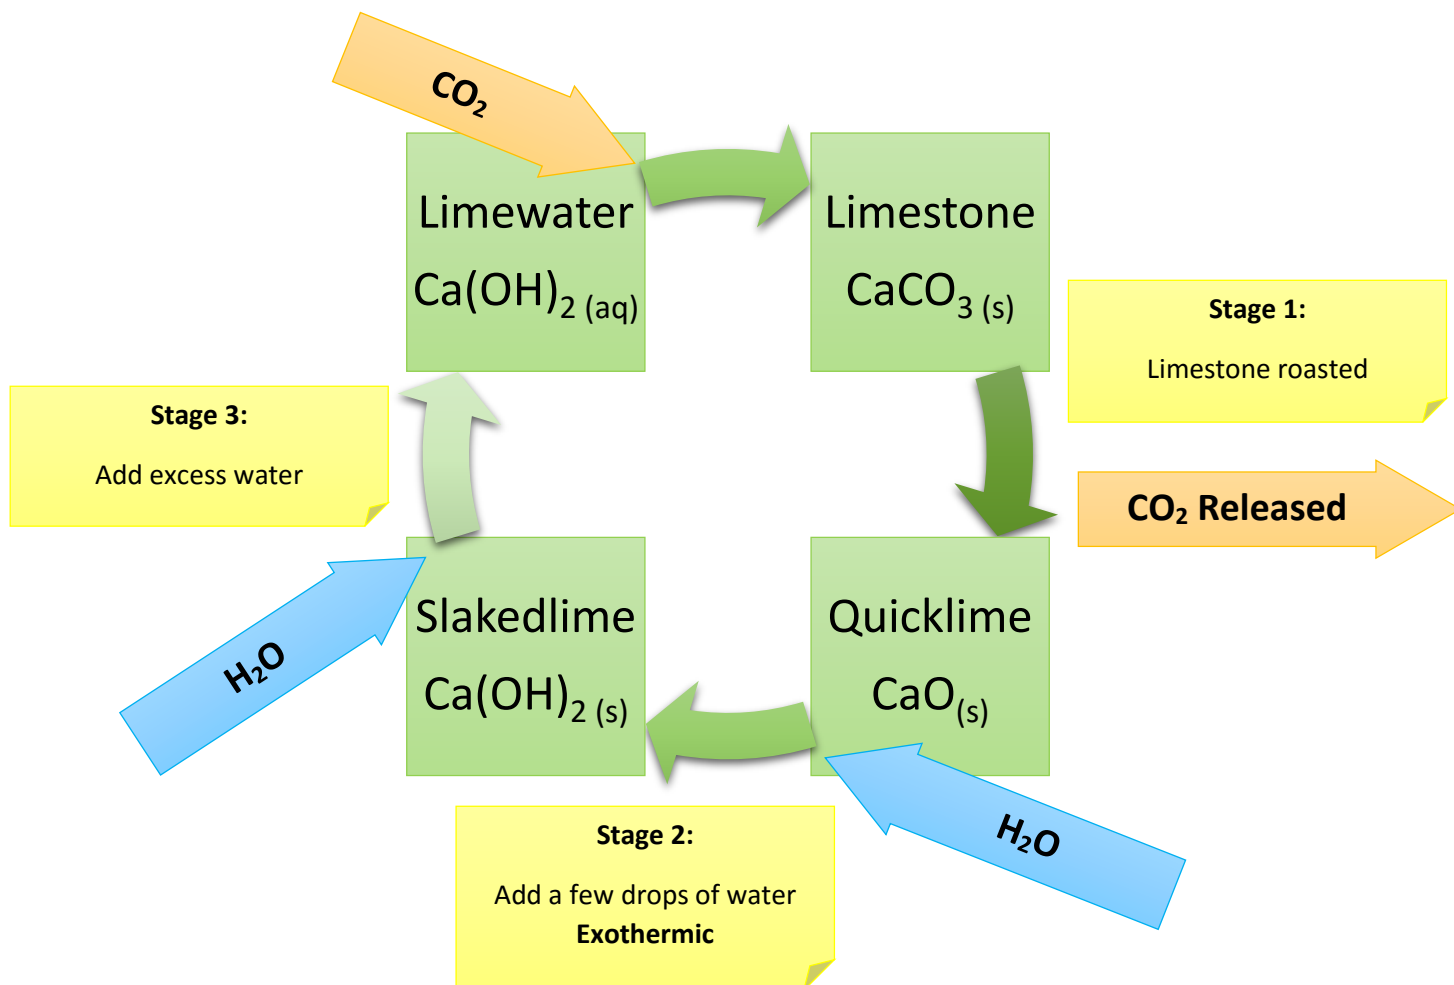 CO₂
Limewater
Ca(OH)₂ (aq)
Limestone
CaCO₃ (s)
Stage 1:
Limestone roasted
CO₂ Released
Stage 3:
Add excess water
H₂O
Slakedlime
Ca(OH)₂ (s)
Quicklime
CaO(s)
H₂O
Stage 2:
Add a few drops of water
Exothermic